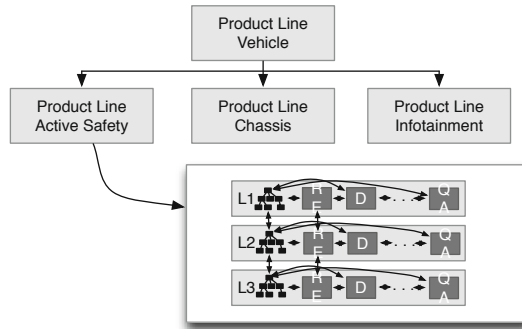 Product Line
Vehicle
Product Line
Active Safety
Product Line
Chassis
Product Line
Infotainment
L1
R
E
D
. . .
Q
A
L2
R
E
D
. . .
Q
A
L3
R
E
D
. . .
Q
A